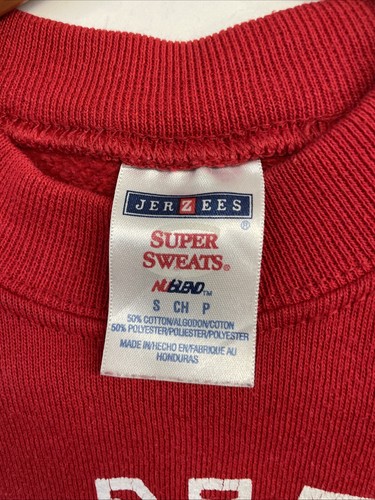 JERZEES
®
SUPER
SWEATS®
NUBLEND™
S CH P
50% COTTON/ALGODON/COTON
50% POLYESTER/POLIESTER/POLYESTER
MADE IN/HECHO EN/FABRIQUE AU
HONDURAS